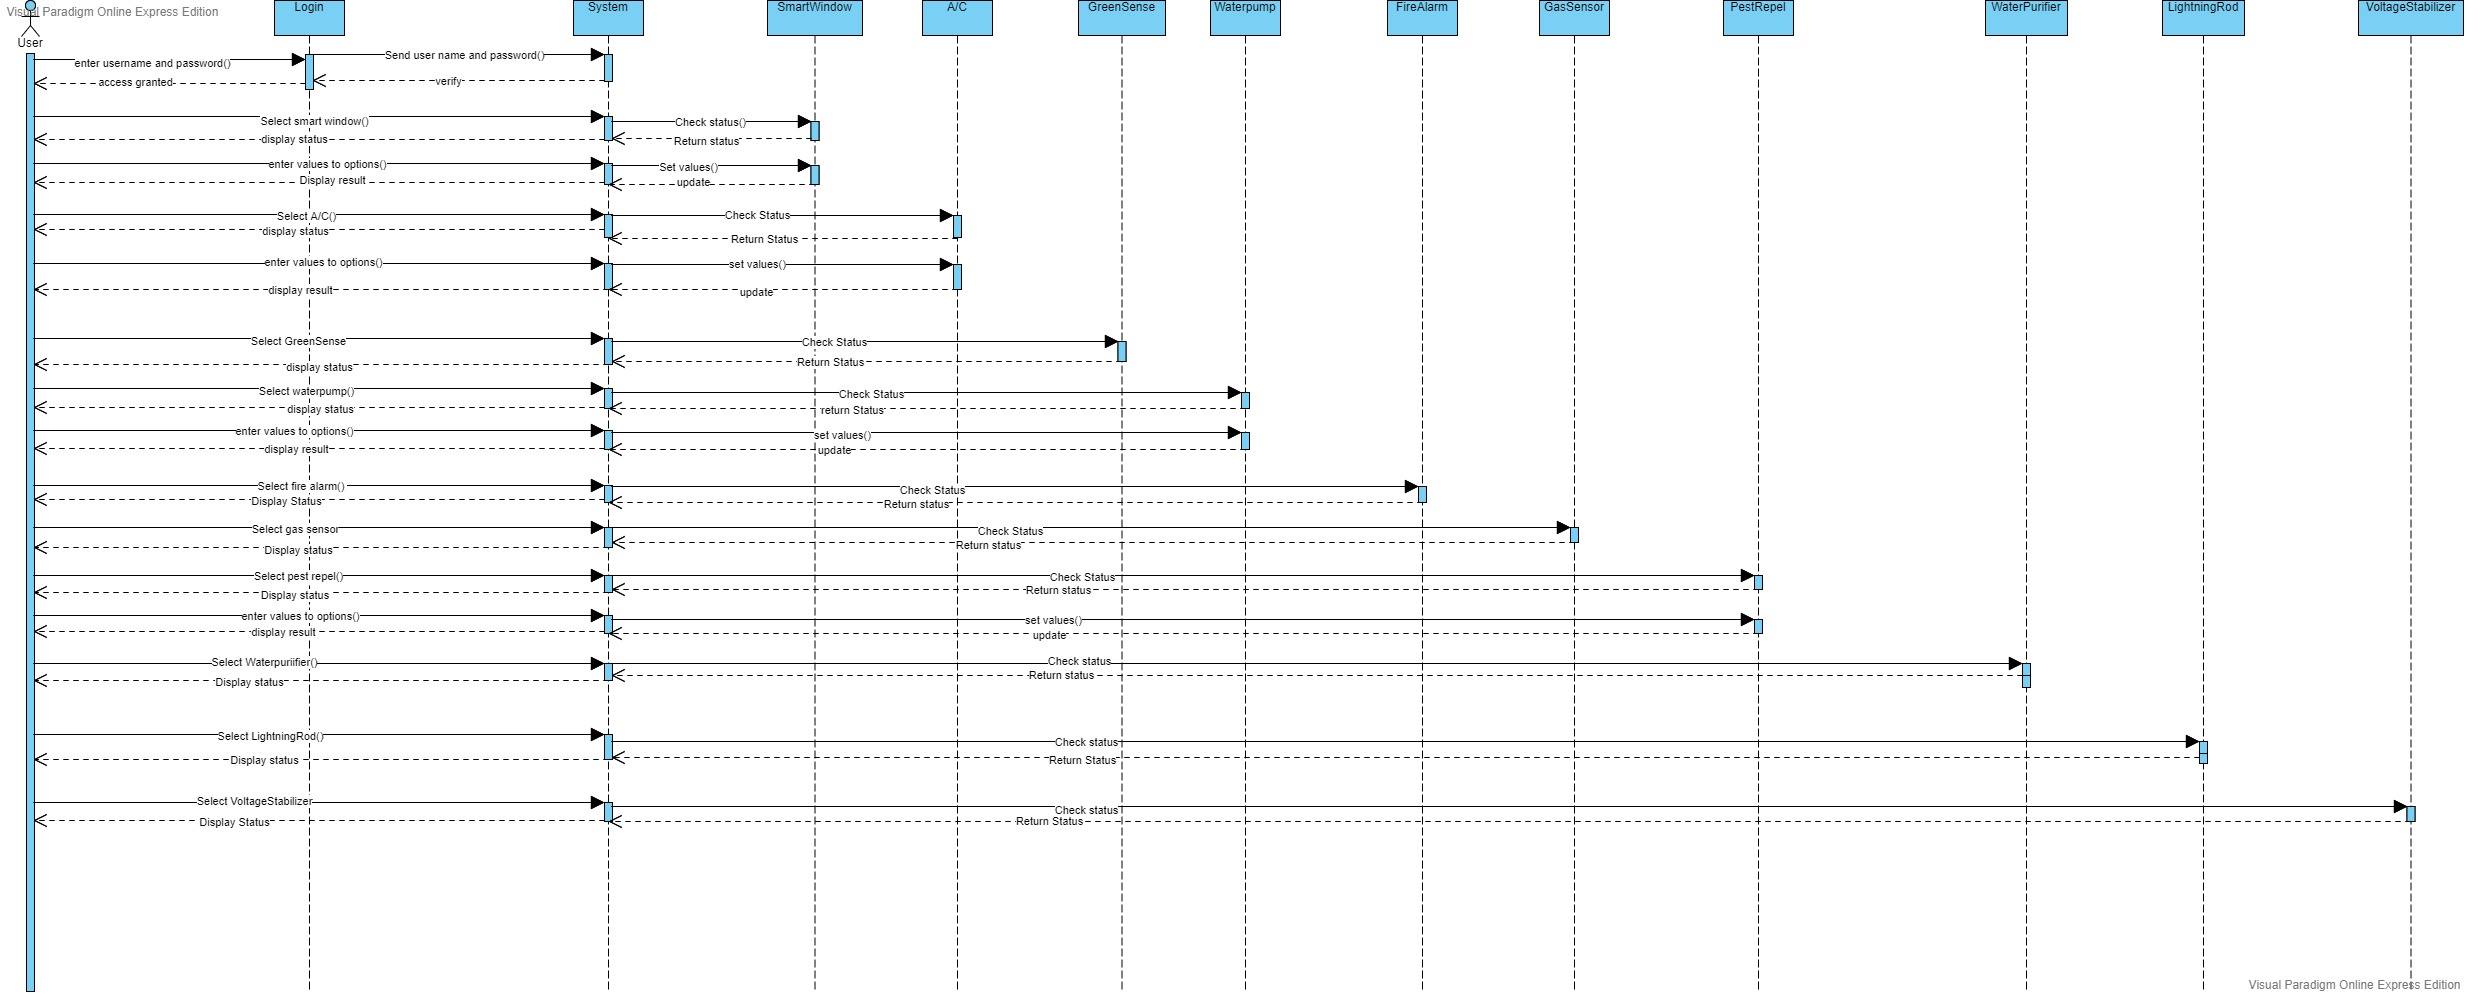 Visual Paradigm Online Express Edition
User
Login
System
SmartWindow
A/C
GreenSense
Waterpump
FireAlarm
GasSensor
PestRepel
WaterPurifier
LightningRod
VoltageStabilizer
enter username and password()
Send user name and password()
access granted
verify
Select smart window()
Check status()
display status
Return status
enter values to options()
Set values()
Display result
update
Select A/C()
Check Status
display status
Return Status
enter values to options()
set values()
display result
update
Select GreenSense
Check Status
display status
Return Status
Select waterpump()
Check Status
display status
return Status
enter values to options()
set values()
display result
update
Select fire alarm()
Check Status
Display Status
Return status
Select gas sensor
Check Status
Display status
Return status
Select pest repel()
Check Status
Display status
Return status
enter values to options()
set values()
display result
update
Select Waterpuriifier()
Check status
Display status
Return status
Select LightningRod()
Check status
Display status
Return Status
Select VoltageStabilizer
Check status
Display Status
Return Status
Visual Paradigm Online Express Edition